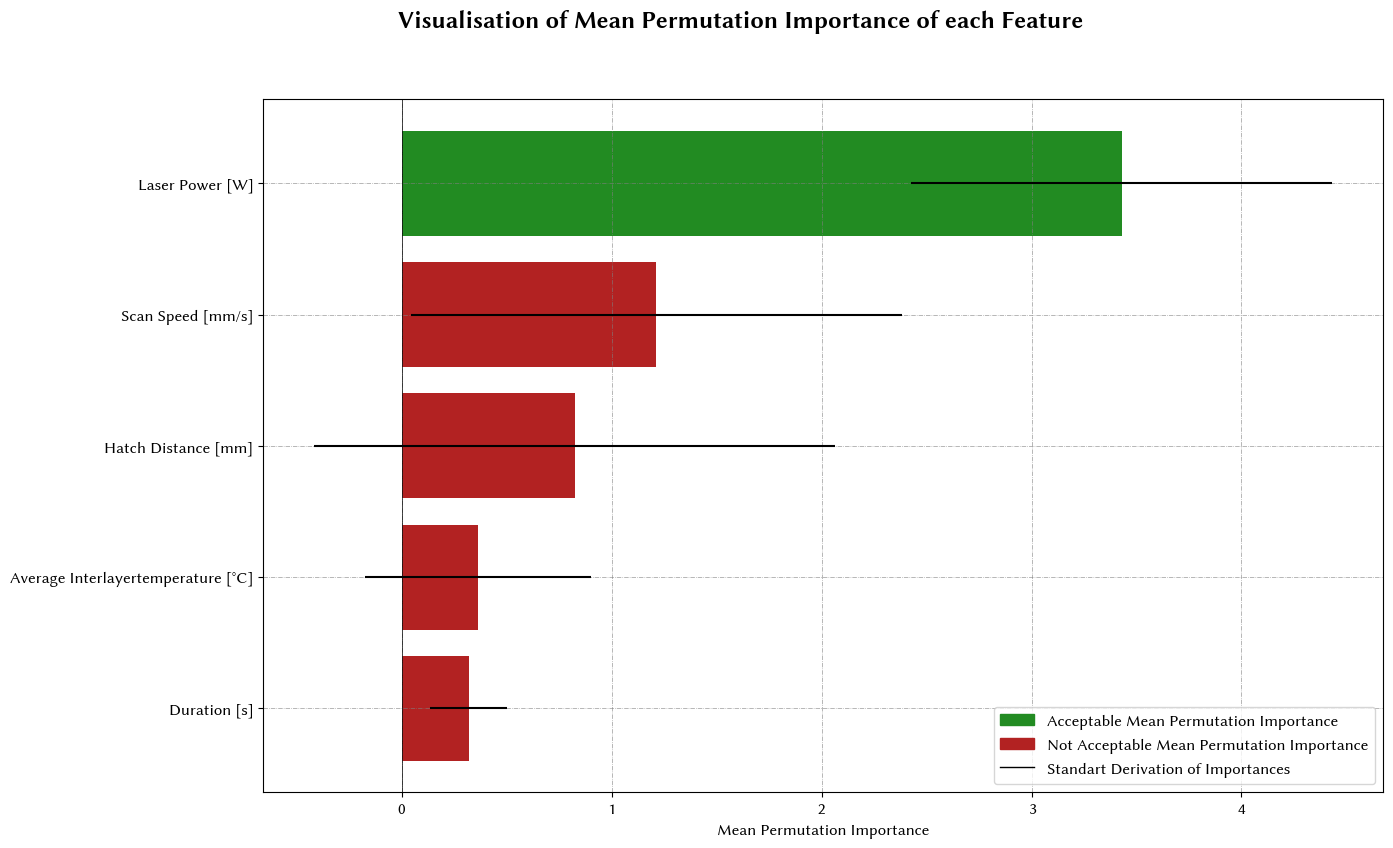 Visualisation of Mean Permutation Importance of each Feature
Laser Power [W]
Scan Speed [mm/s]
Hatch Distance [mm]
Average Interlayertemperature [°C]
Duration [s]
Acceptable Mean Permutation Importance
Not Acceptable Mean Permutation Importance
Standart Derivation of Importances
0 1 2 3 4
Mean Permutation Importance